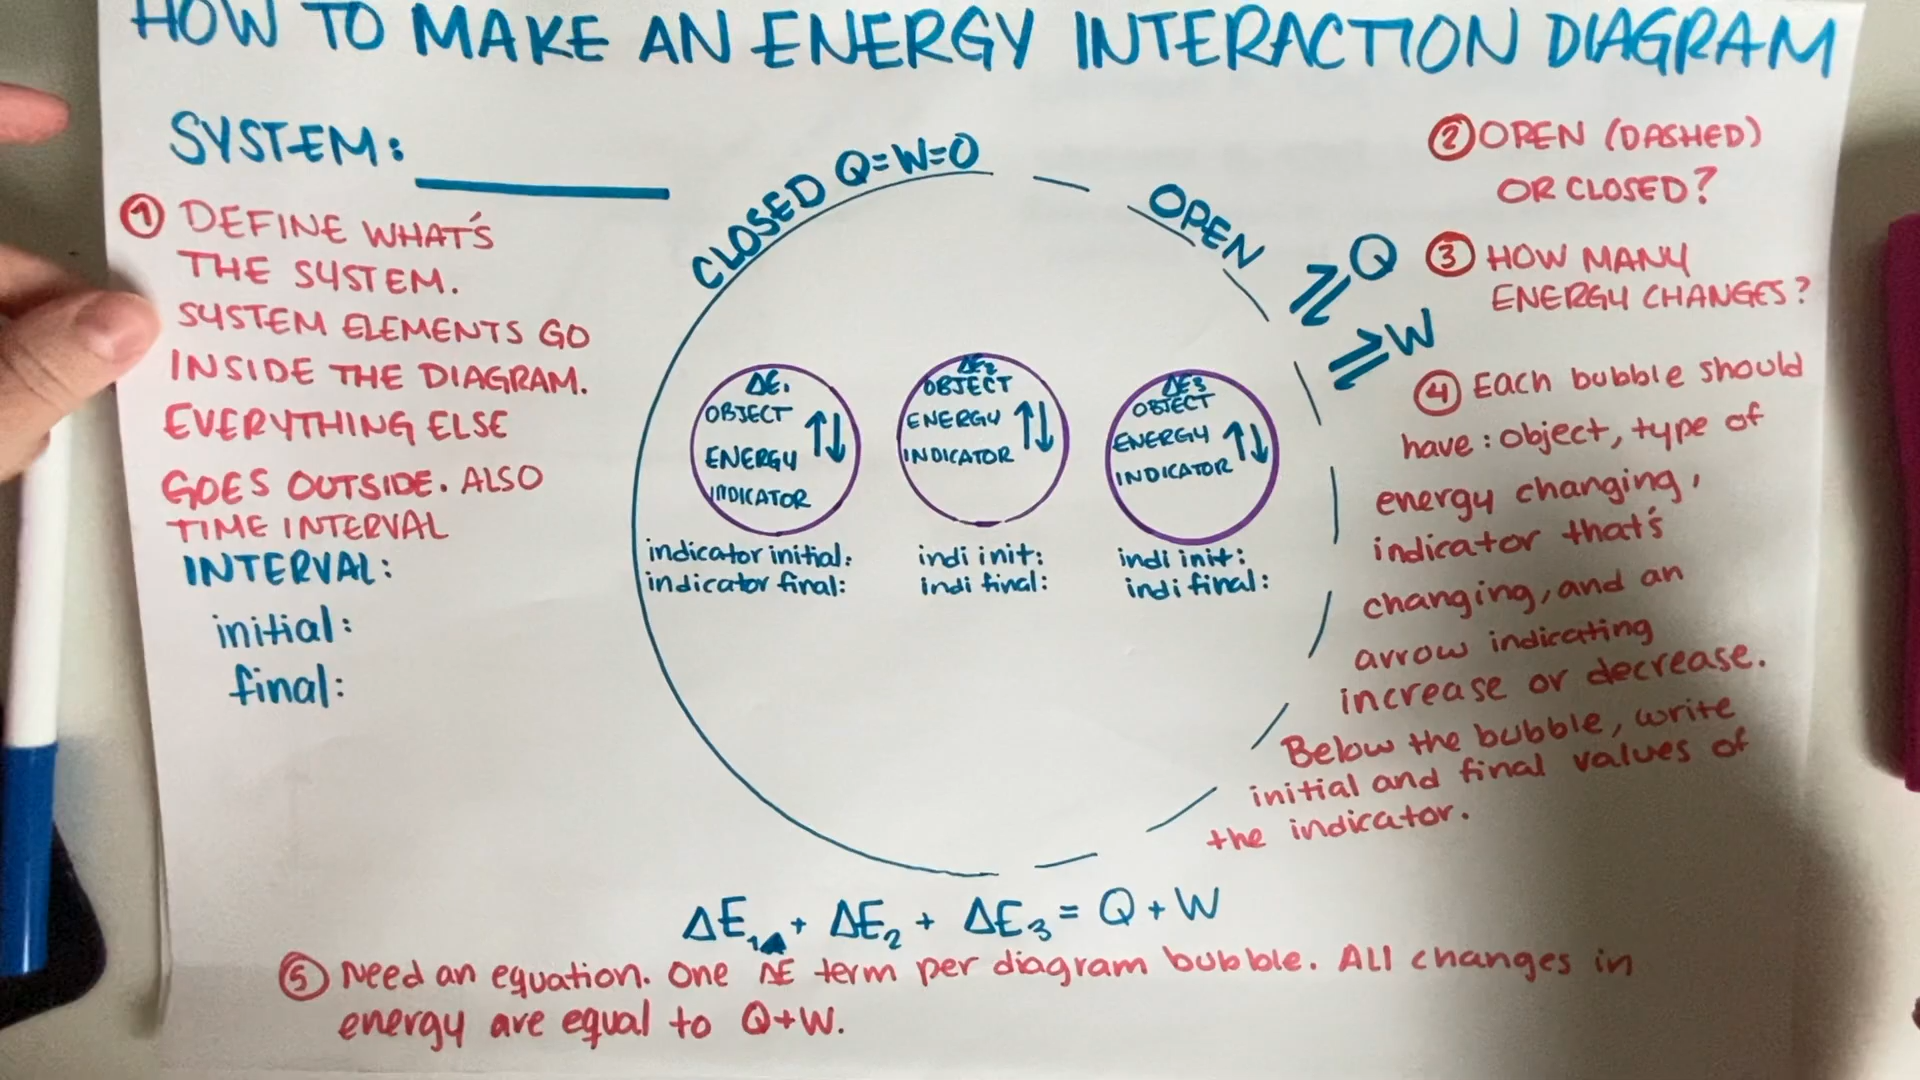 HOW TO MAKE AN ENERGY INTERACTION DIAGRAM
SYSTEM:
① DEFINE WHAT'S
THE SYSTEM.
SYSTEM ELEMENTS GO
INSIDE THE DIAGRAM.
EVERYTHING ELSE
GOES OUTSIDE. ALSO
TIME INTERVAL
INTERVAL:
initial:
final:
CLOSED Q=W=0
OPEN
Q
W
ΔE₁
OBJECT
ENERGY
INDICATOR
indicator initial:
indicator final:
ΔE₂
OBJECT
ENERGY
INDICATOR
indi init:
indi final:
ΔE₃
OBJECT
ENERGY
INDICATOR
indi init:
indi final:
② OPEN (DASHED)
OR CLOSED?
③ HOW MANY
ENERGY CHANGES?
④ Each bubble should
have: object, type of
energy changing,
indicator that's
changing, and an
arrow indicating
increase or decrease.
Below the bubble, write
initial and final values of
the indicator.
ΔE₁ + ΔE₂ + ΔE₃ = Q + W
⑤ Need an equation. One ΔE term per diagram bubble. All changes in
energy are equal to Q+W.